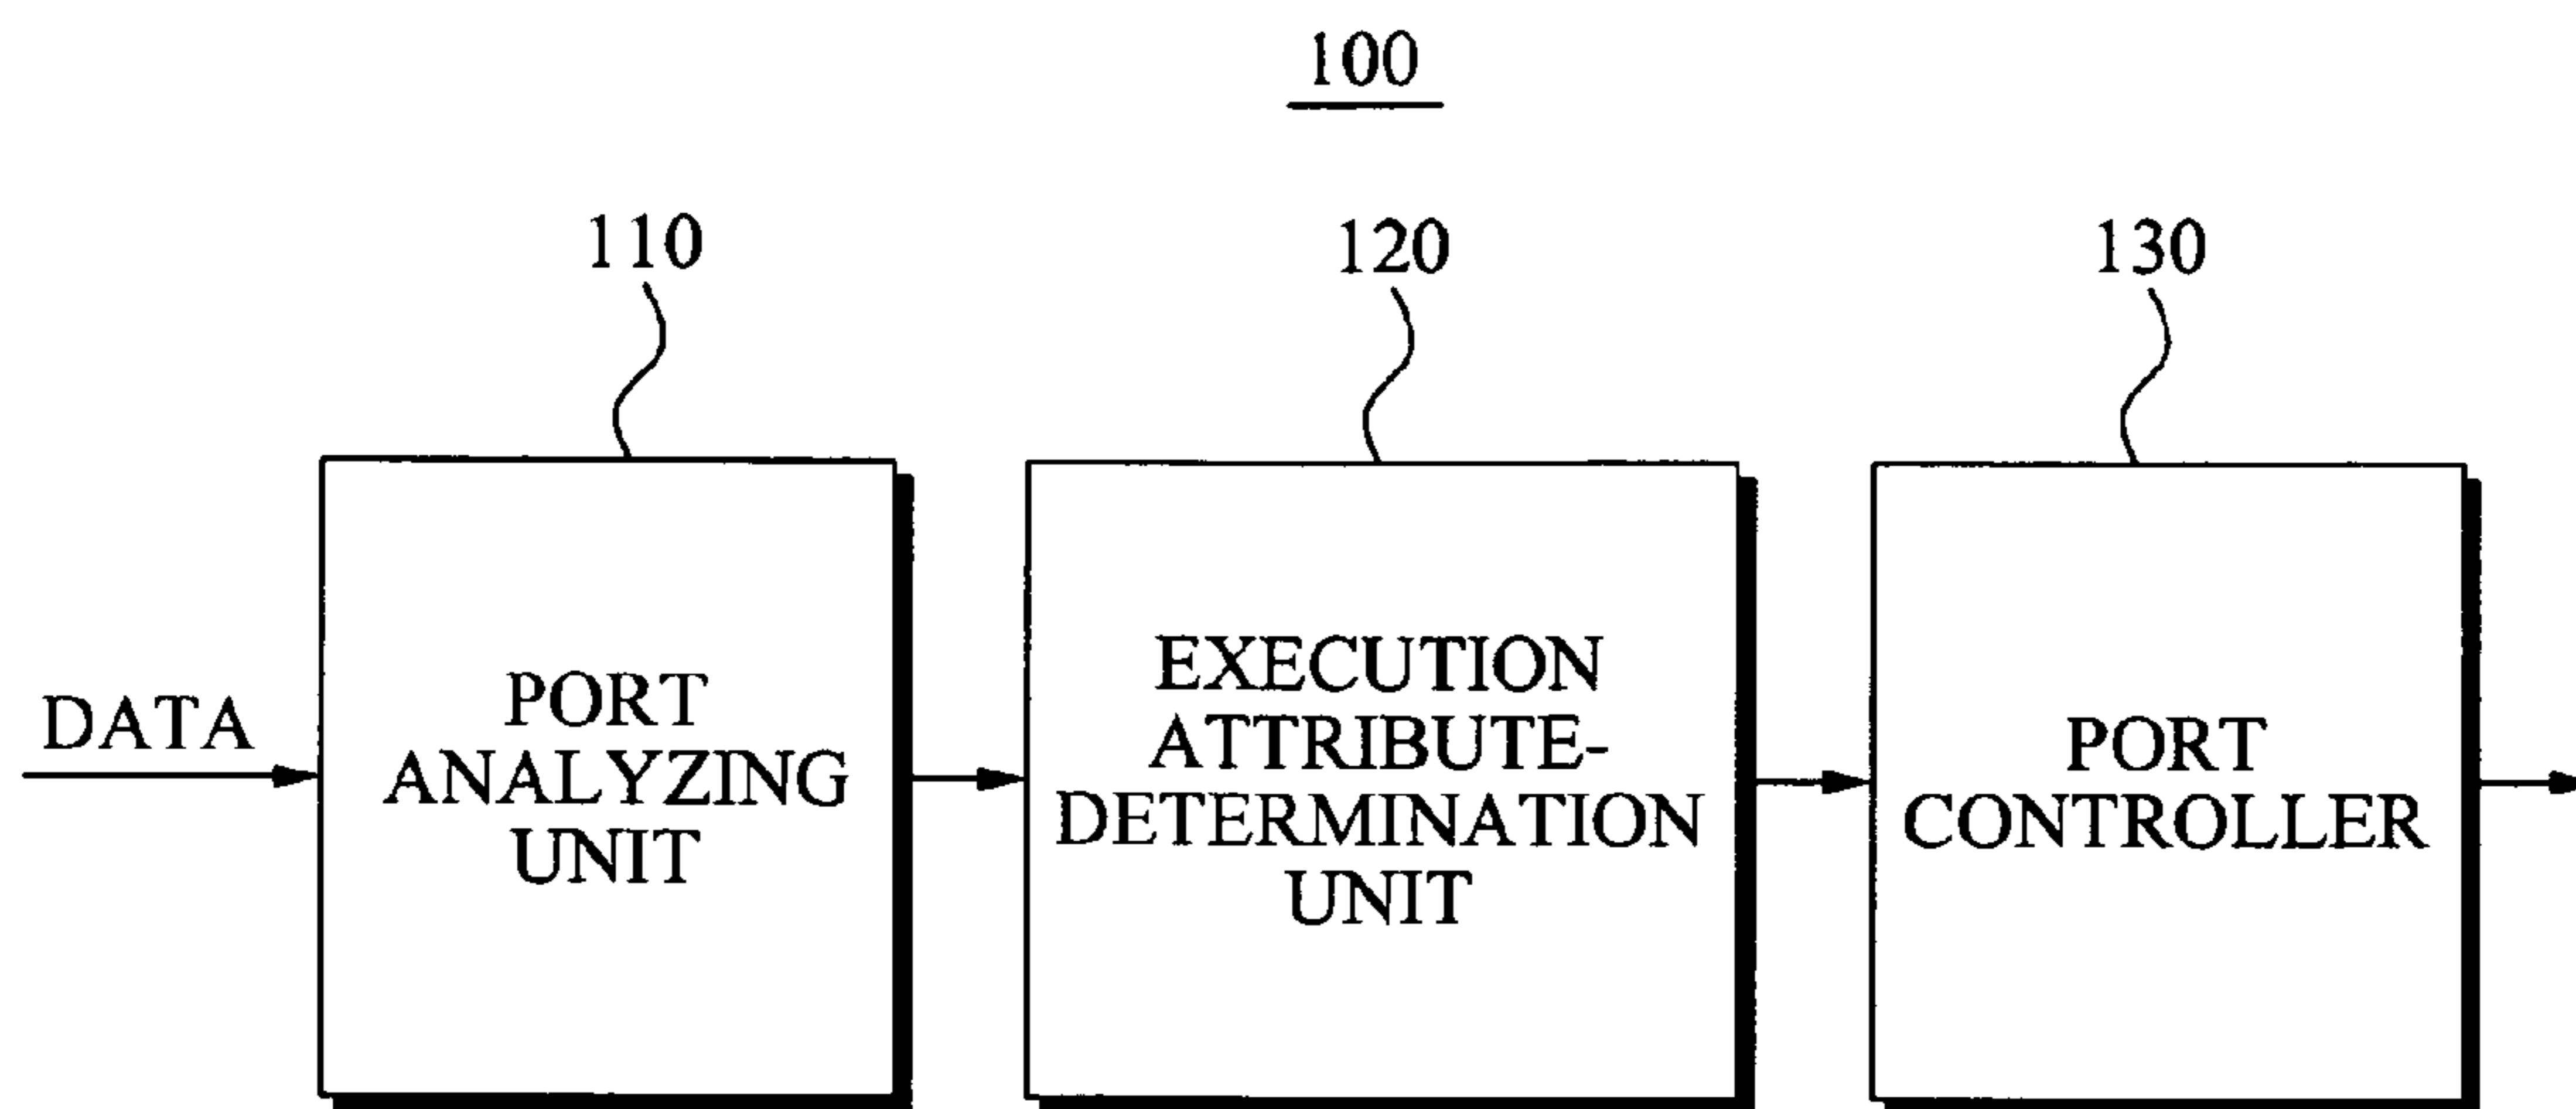 100
110
120
130
DATA
PORT
ANALYZING
UNIT
EXECUTION
ATTRIBUTE-
DETERMINATION
UNIT
PORT
CONTROLLER